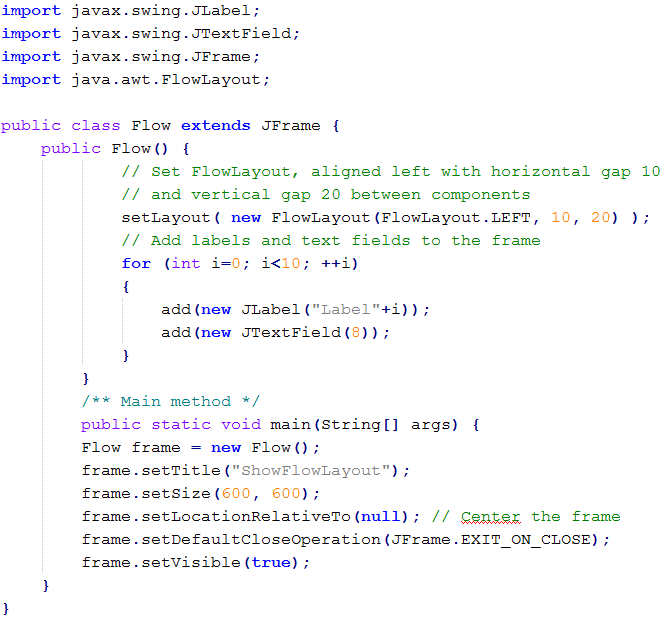 import javax.swing.JLabel;
import javax.swing.JTextField;
import javax.swing.JFrame;
import java.awt.FlowLayout;

public class Flow extends JFrame {
    public Flow() {
            // Set FlowLayout, aligned left with horizontal gap 10
            // and vertical gap 20 between components
            setLayout( new FlowLayout(FlowLayout.LEFT, 10, 20) );
            // Add labels and text fields to the frame
            for (int i=0; i<10; ++i)
            {
                add(new JLabel("Label"+i));
                add(new JTextField(8));
            }
        }
        /** Main method */
        public static void main(String[] args) {
        Flow frame = new Flow();
        frame.setTitle("ShowFlowLayout");
        frame.setSize(600, 600);
        frame.setLocationRelativeTo(null); // Center the frame
        frame.setDefaultCloseOperation(JFrame.EXIT_ON_CLOSE);
        frame.setVisible(true);
    }
}